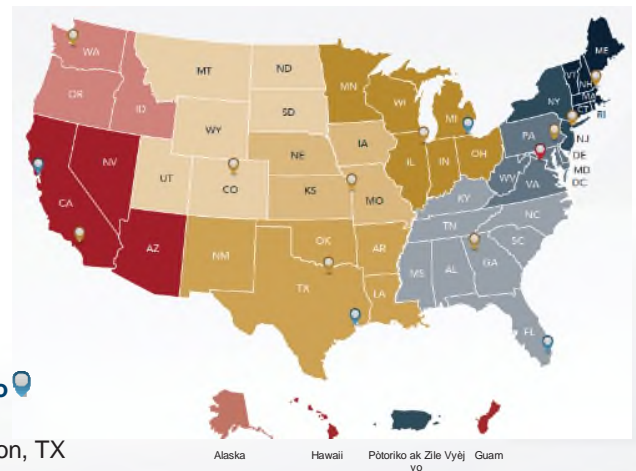 WA
OR
ID
MT
ND
SD
WY
NE
IA
UT
CO
KS
MO
CA
NV
AZ
NM
OK
TX
AR
LA
MN
WI
IL
IN
MI
OH
KY
TN
MS
AL
GA
NC
SC
FL
PA
WV
VA
NY
VT
NH
ME
MA
CT
RI
NJ
DE
MD
DC
on, TX
Alaska
Hawaii
Pòtoriko ak Zile Vyèj
vo
Guam